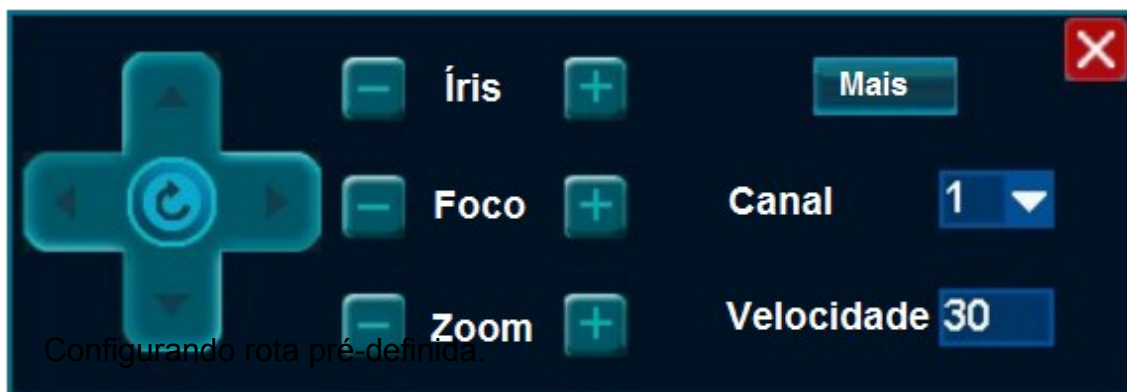 Íris
Mais
Foco
Canal 1
Zoom
Velocidade 30
Configurando rota pré-definida.